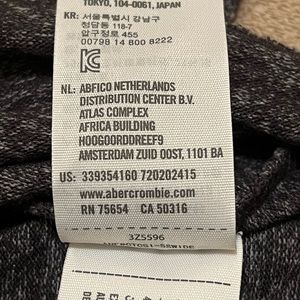 TOKYO, 104-0061, JAPAN
KR: 서울특별시 강남구
청담동 118-7
압구정로 455
00798 14 800 8222
NL: ABFICO NETHERLANDS
DISTRIBUTION CENTER B.V.
ATLAS COMPLEX
AFRICA BUILDING
HOOGOORDDREEF9
AMSTERDAM ZUID OOST, 1101 BA
US: 339354160 720202415
www.abercrombie.com
RN 75654 CA 50316
3Z5596